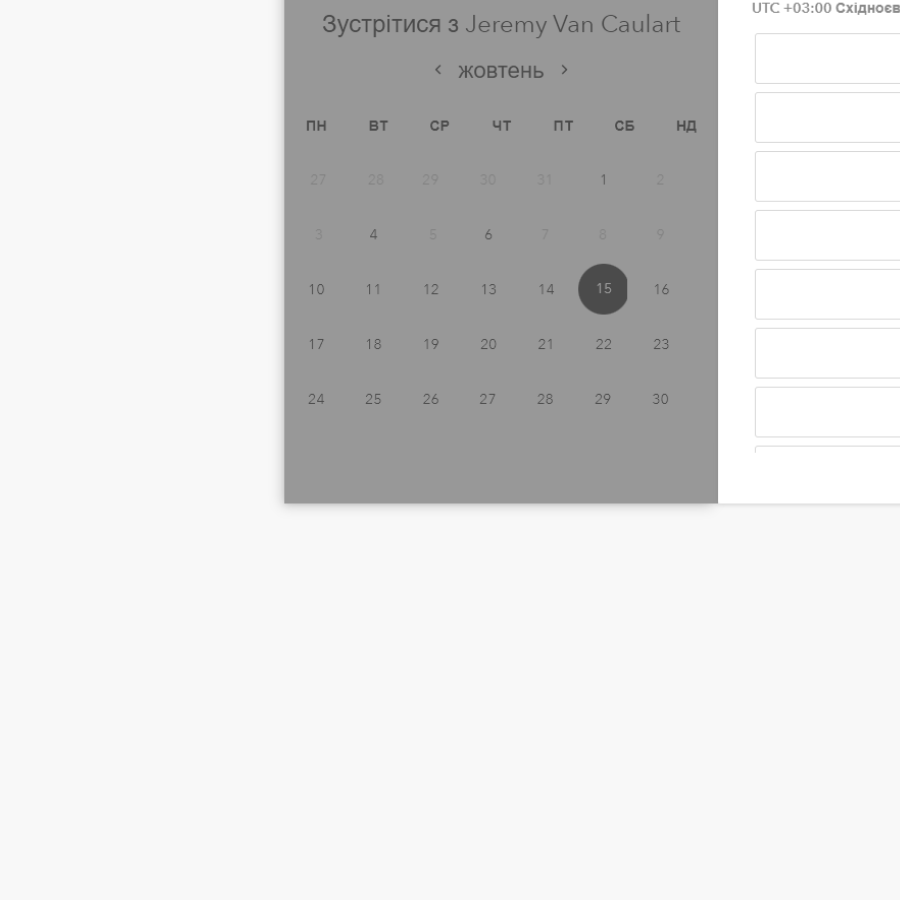 Зустрітися з Jeremy Van Caulart
жовтень
ПН ВТ СР ЧТ ПТ СБ НД
27 28 29 30 31 1 2
3 4 5 6 7 8 9
10 11 12 13 14 15 16
17 18 19 20 21 22 23
24 25 26 27 28 29 30
UTC +03:00